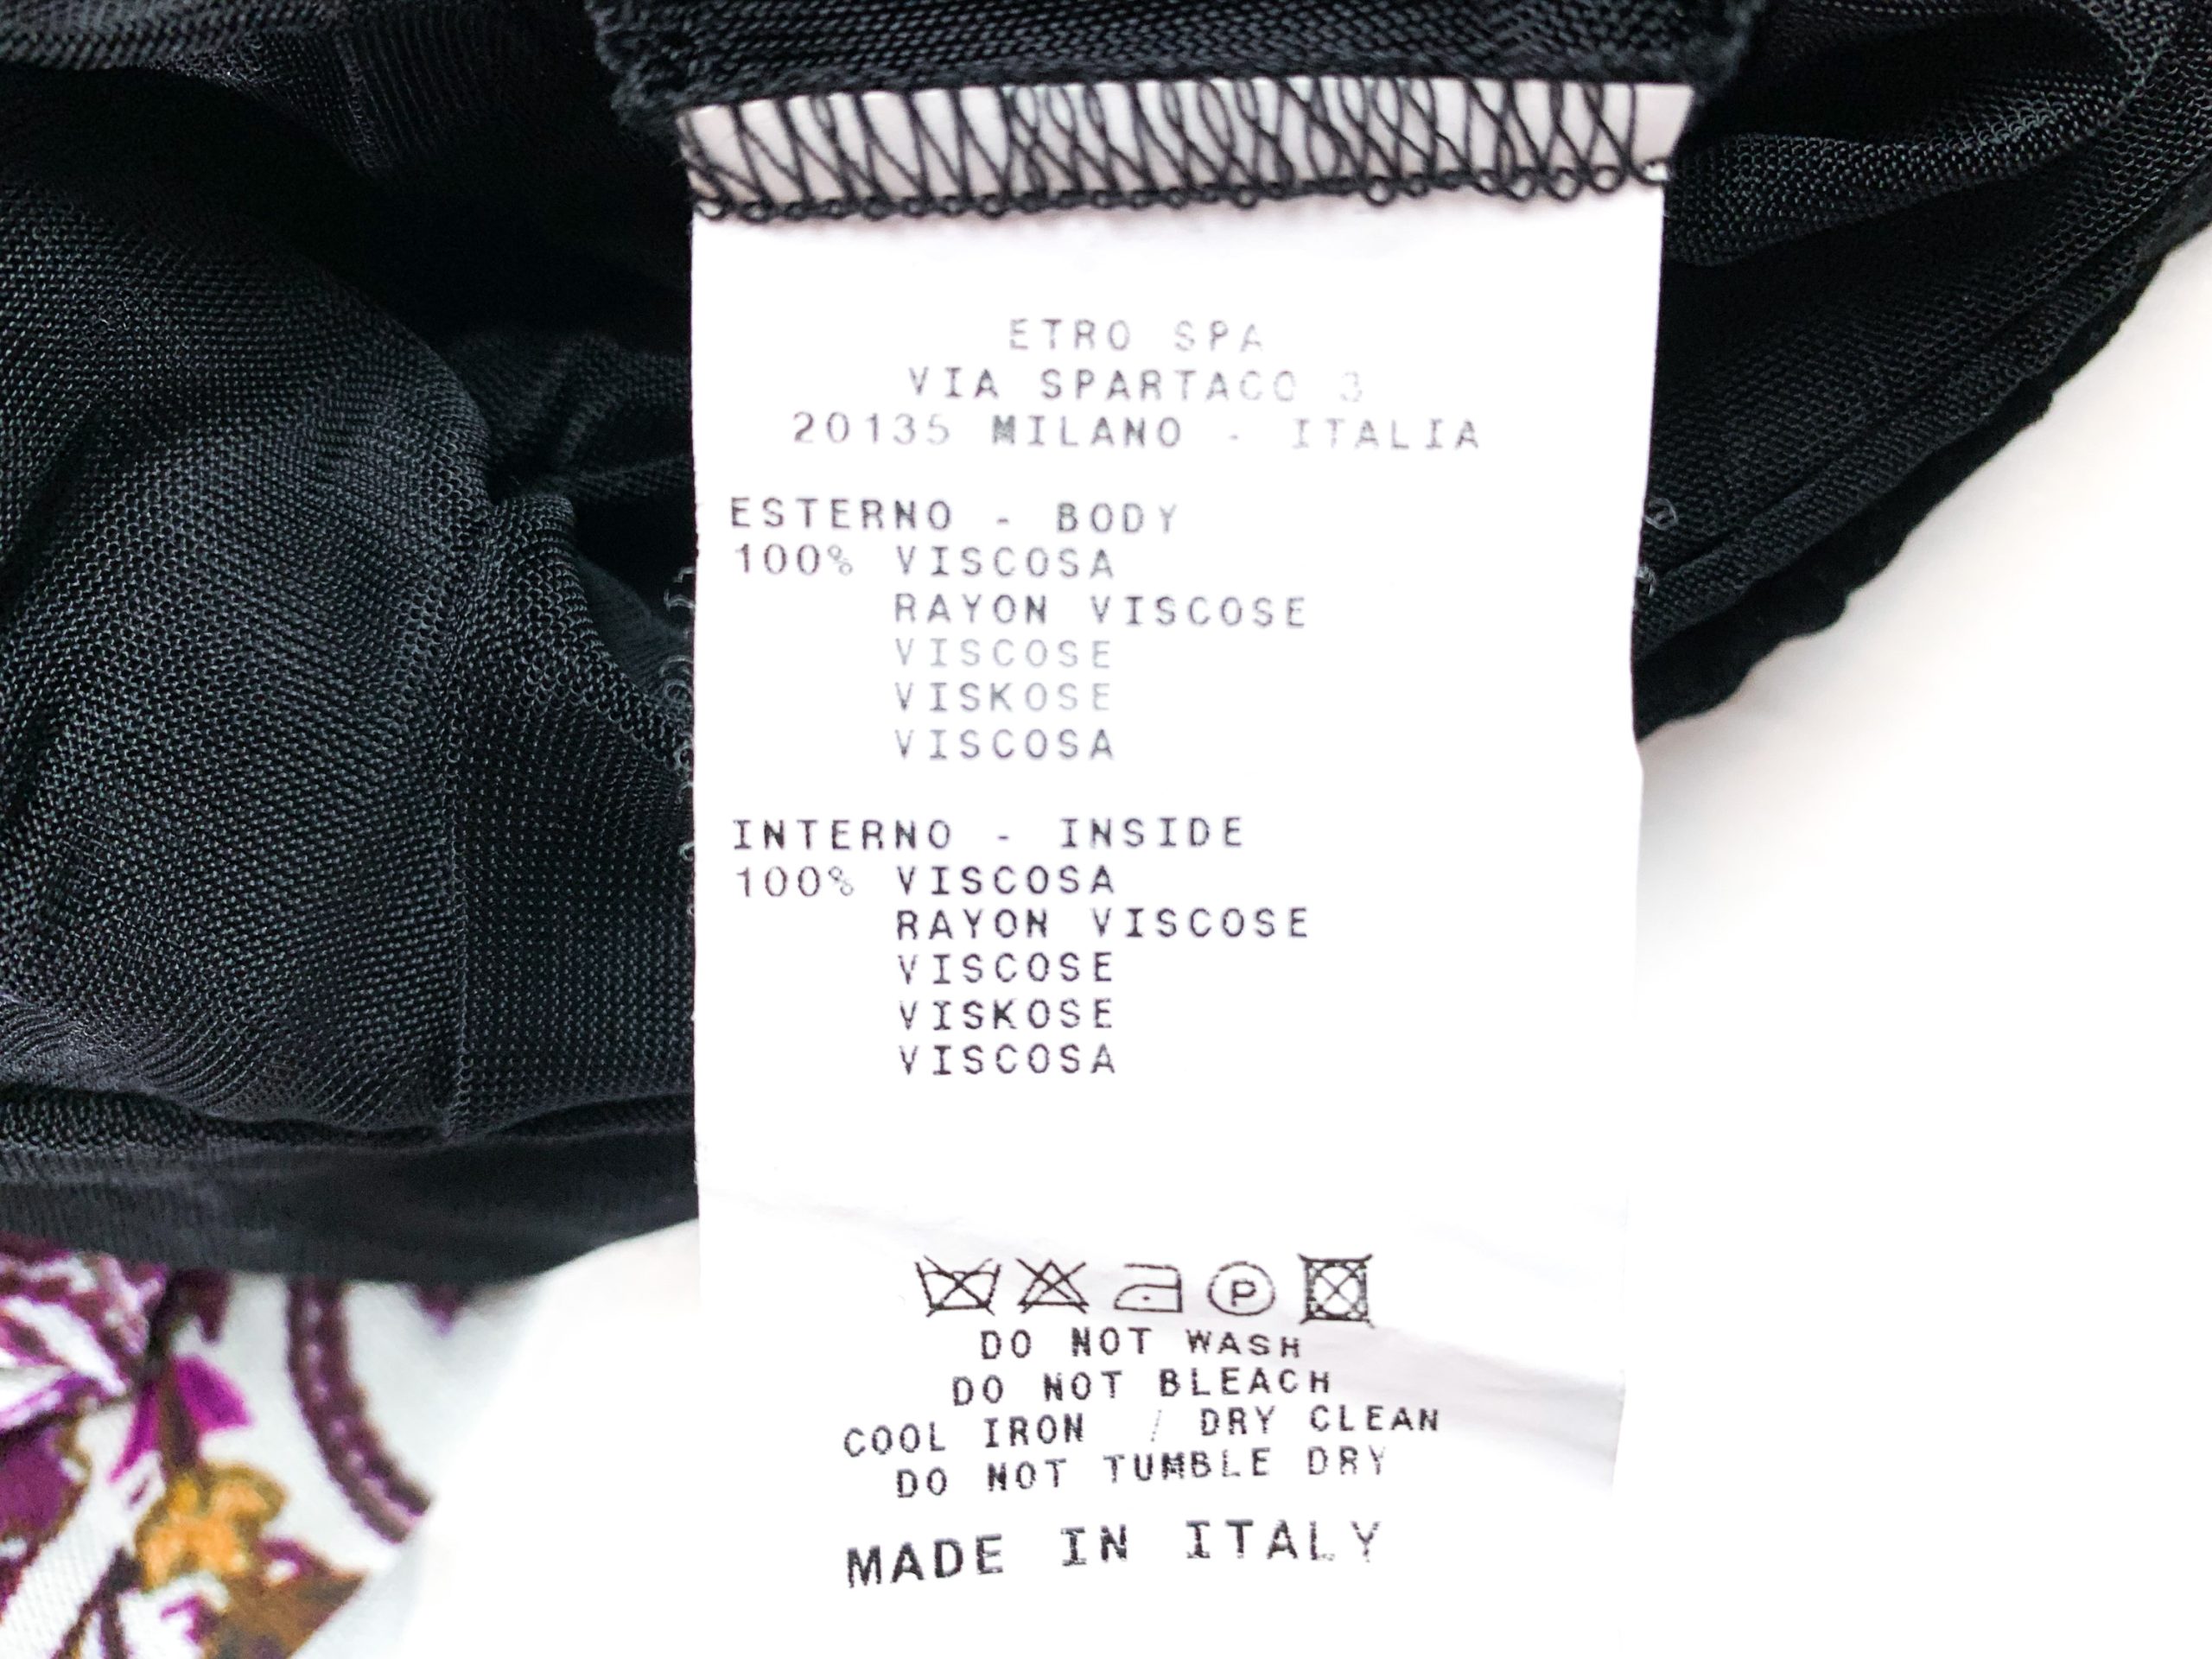 ETRO SPA
VIA SPARTACO 3
20135 MILANO - ITALIA
ESTERNO - BODY
100% VISCOSA
RAYON VISCOSE
VISCOSE
VISKOSE
VISCOSA
INTERNO - INSIDE
100% VISCOSA
RAYON VISCOSE
VISCOSE
VISKOSE
VISCOSA
P
DO NOT WASH
DO NOT BLEACH
COOL IRON / DRY CLEAN
DO NOT TUMBLE DRY
MADE IN ITALY